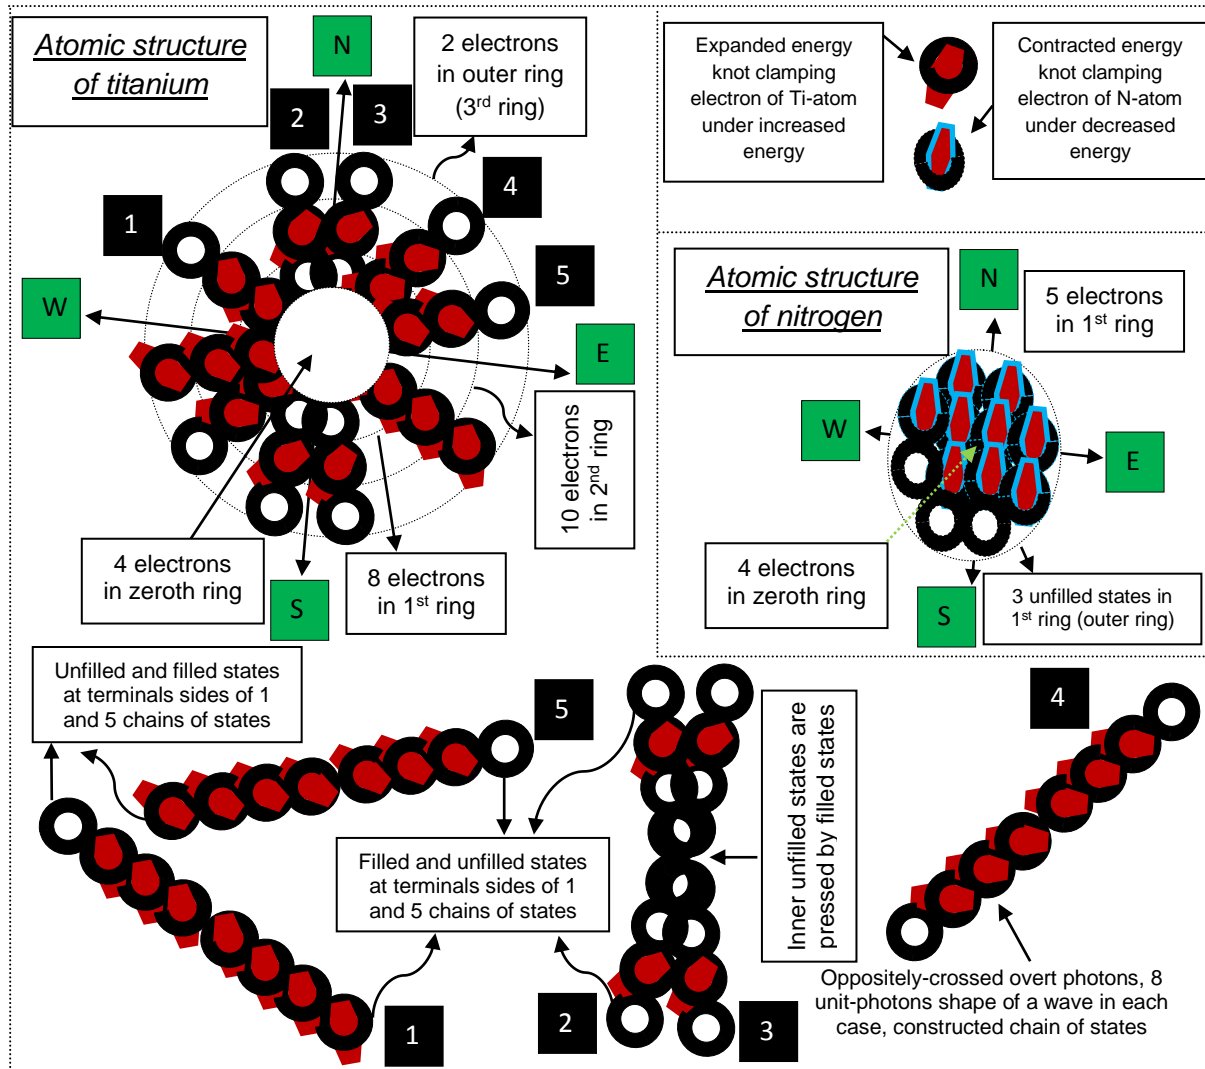 Atomic structure
of titanium
N
2 electrons
in outer ring
(3rd ring)
2
3
4
1
5
W
E
10 electrons
in 2nd ring
4 electrons
in zeroth ring
8 electrons
in 1st ring
S
Expanded energy
knot clamping
electron of Ti-atom
under increased
energy
Contracted energy
knot clamping
electron of N-atom
under decreased
energy
Atomic structure
of nitrogen
N
5 electrons
in 1st ring
W
E
4 electrons
in zeroth ring
S
3 unfilled states in
1st ring (outer ring)
Unfilled and filled states
at terminals sides of 1
and 5 chains of states
5
Filled and unfilled states
at terminals sides of 1
and 5 chains of states
1
2
3
Inner unfilled states are
pressed by filled states
4
Oppositely-crossed overt photons, 8
unit-photons shape of a wave in each
case, constructed chain of states